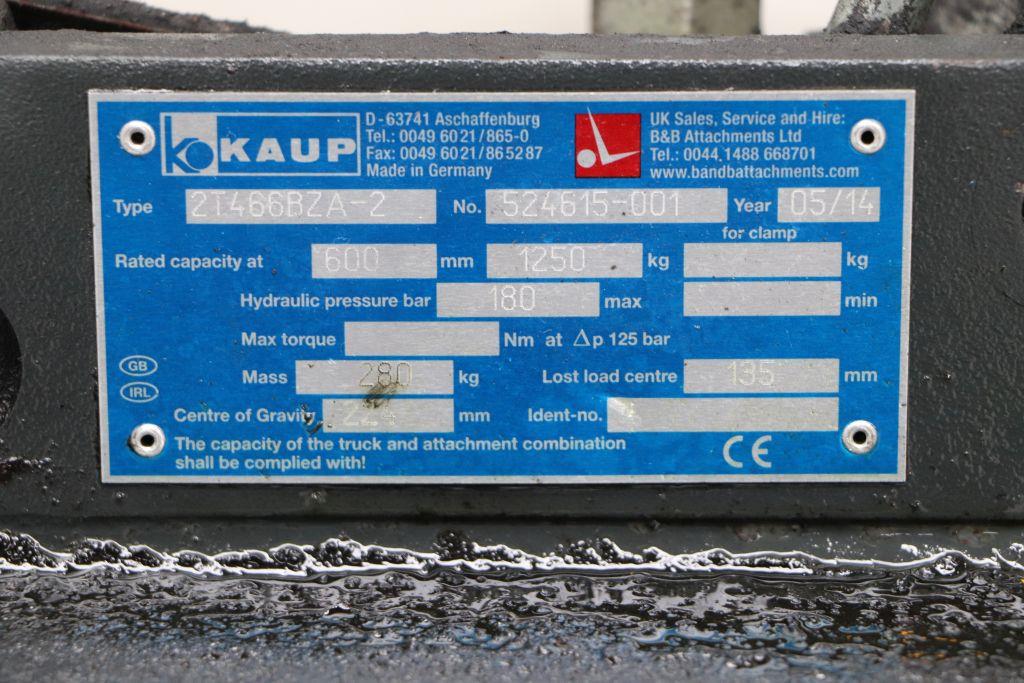 KAUP
D-63741 Aschaffenburg
Tel.: 0049 6021/865-0
Fax: 0049 6021/865287
Made in Germany
UK Sales, Service and Hire:
B&B Attachments Ltd
Tel.: 0044 1488 668701
www.bandbattachments.com
Type 2T466BZA-2 No. 524615-001 Year 05/14
for clamp
Rated capacity at 600 mm 1250 kg kg
Hydraulic pressure bar 180 max min
Max torque Nm at Δp 125 bar
GB
Mass 280 kg Lost load centre 135 mm
IRL
Centre of Gravity mm Ident-no.
The capacity of the truck and attachment combination
shall be complied with!
CE